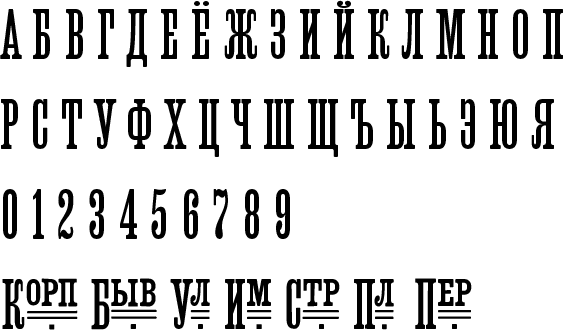 А Б В Г Д Е Ё Ж З И Й К Л М Н О П
Р С Т У Ф Х Ц Ч Ш Щ Ъ Ы Ь Э Ю Я
0 1 2 3 4 5 6 7 8 9
Корп Быв Ул Им Стр Пл Пер